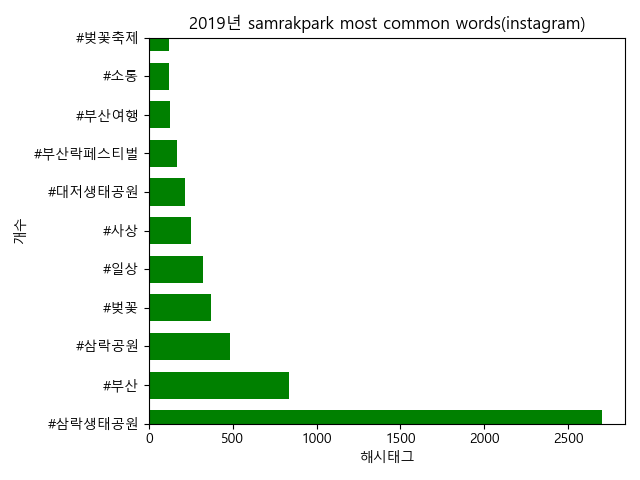 2019년 samrakpark most common words(instagram)
#벚꽃축제
#소통
#부산여행
#부산락페스티벌
#대저생태공원
#사상
#일상
#벚꽃
#삼락공원
#부산
#삼락생태공원
개수
0 500 1000 1500 2000 2500
해시태그